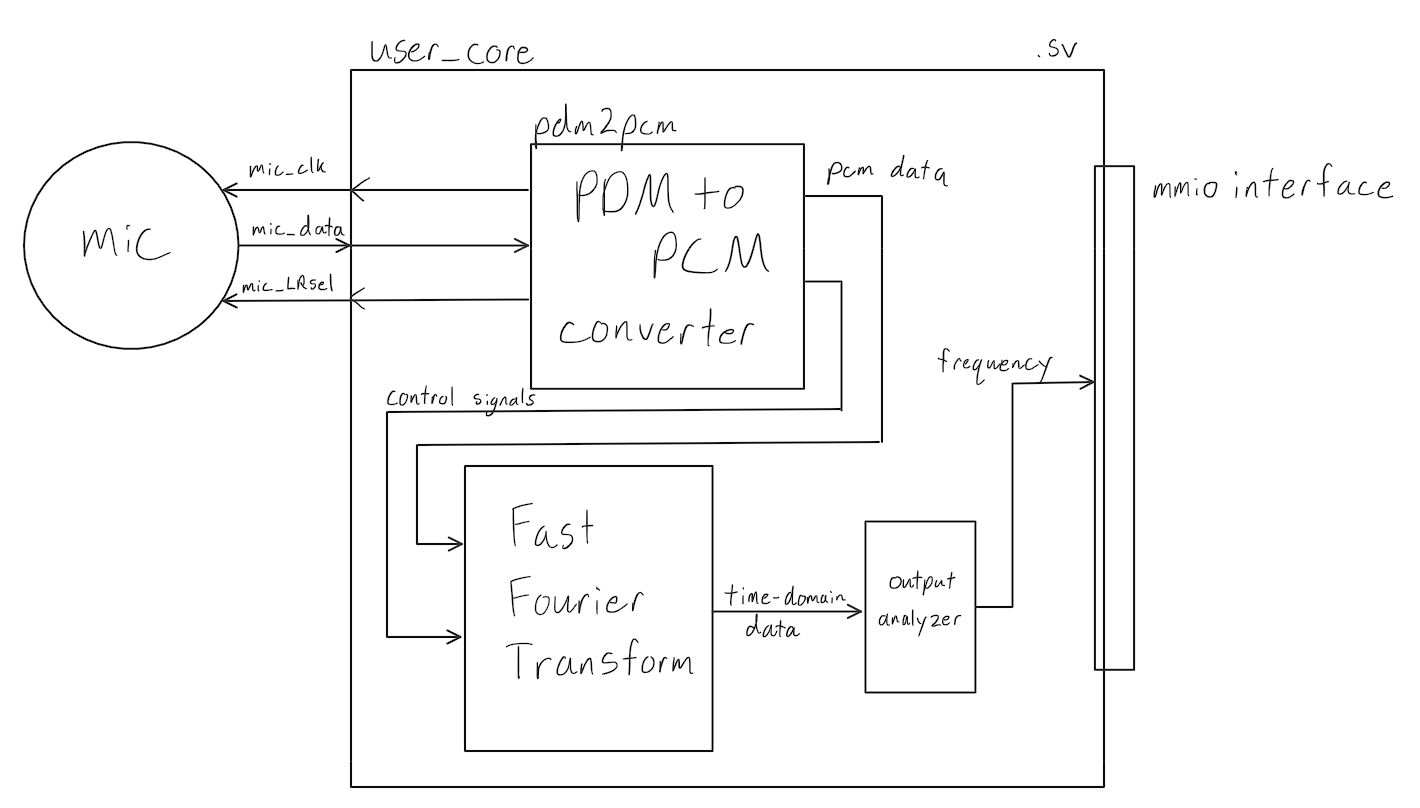 user_core
.sv
pdm2pcm
mic_clk
pcm data
PDM to
PCM
converter
mmio interface
mic
mic_data
mic_LRsel
frequency
control signals
Fast
Fourier
Transform
time-domain
data
output
analyzer